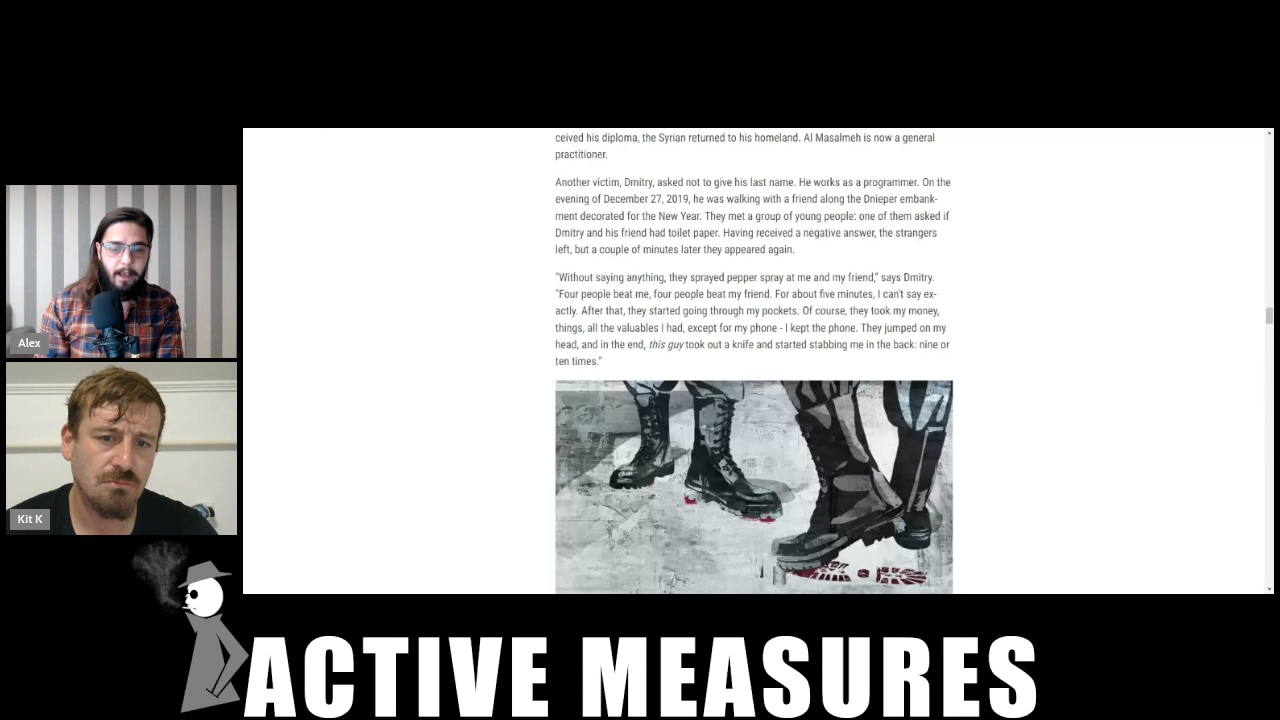 ceived his diploma, the Syrian returned to his homeland. Al Masalmeh is now a general
practitioner.
Another victim, Dmitry, asked not to give his last name. He works as a programmer. On the
evening of December 27, 2019, he was walking with a friend along the Dnieper embank-
ment decorated for the New Year. They met a group of young people: one of them asked if
Dmitry and his friend had toilet paper. Having received a negative answer, the strangers
left, but a couple of minutes later they appeared again.
"Without saying anything, they sprayed pepper spray at me and my friend," says Dmitry.
"Four people beat me, four people beat my friend. For about five minutes, I can't say ex-
actly. After that, they started going through my pockets. Of course, they took my money,
things, all the valuables I had, except for my phone - I kept the phone. They jumped on my
head, and in the end, this guy took out a knife and started stabbing me in the back: nine or
ten times."
Alex
Kit K
ACTIVE MEASURES